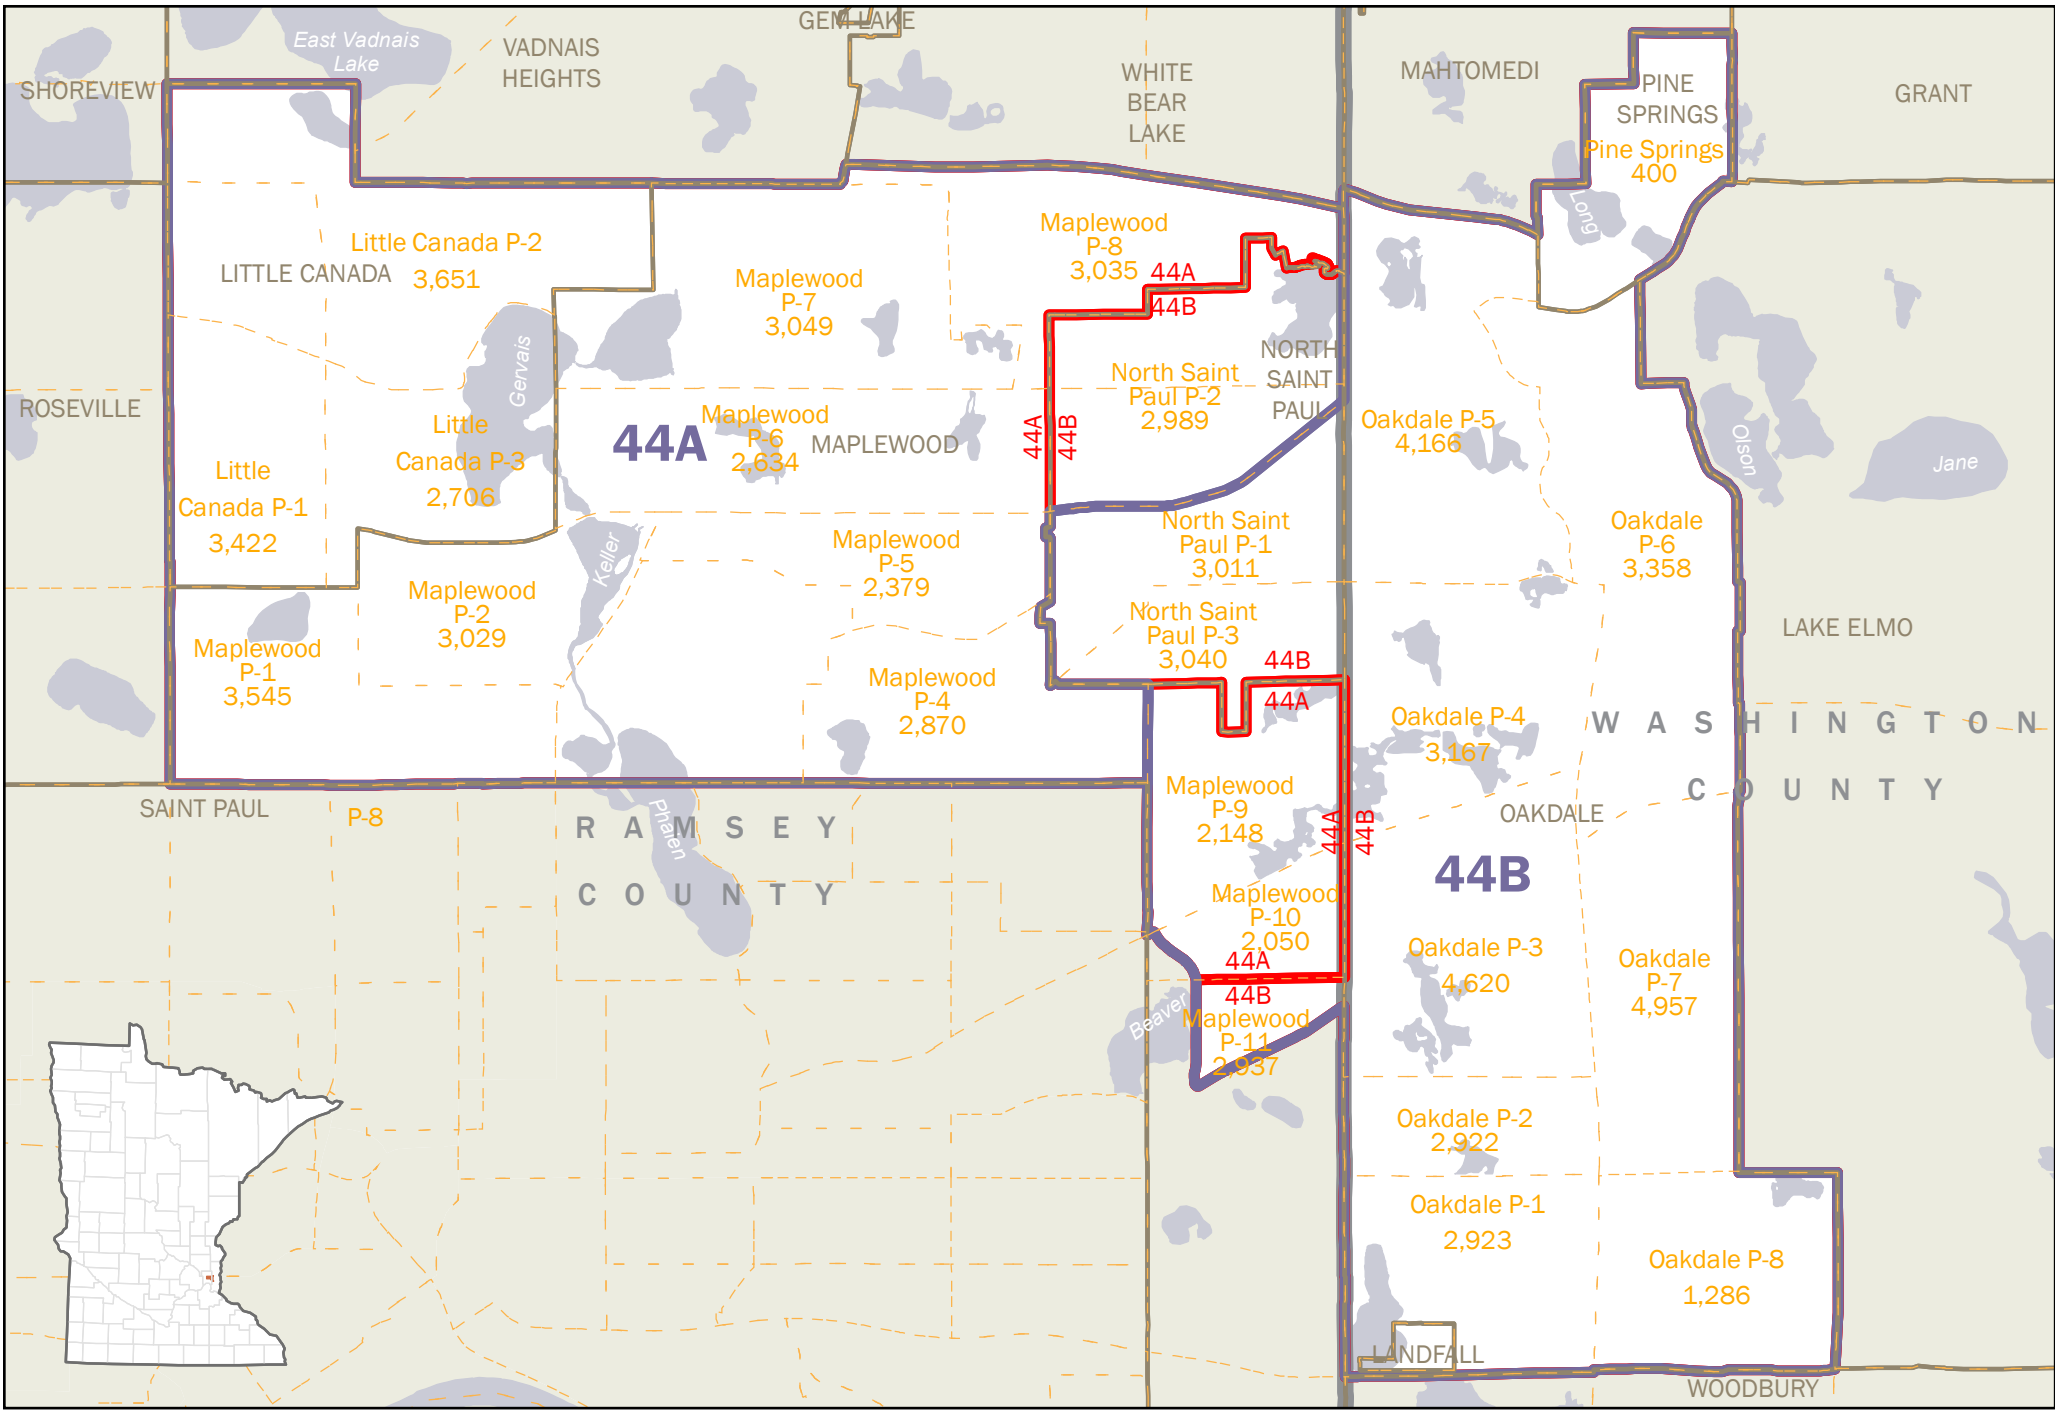 GEM LAKE
East Vadnais
Lake
VADNAIS
HEIGHTS
SHOREVIEW
WHITE
BEAR
LAKE
MAHTOMEDI
PINE
SPRINGS
Pine Springs
400
GRANT
Long
Little Canada P-2
3,651
LITTLE CANADA
Maplewood
P-7
3,049
Maplewood
P-8
3,035
44A
44B
NORTH
SAINT
PAUL
North Saint
Paul P-2
2,989
44A
44B
ROSEVILLE
Gervais
Little
Canada P-3
2,706
44A
Maplewood
P-6
2,634
MAPLEWOOD
Oakdale P-5
4,166
Olson
Jane
Little
Canada P-1
3,422
Keller
Maplewood
P-5
2,379
North Saint
Paul P-1
3,011
Oakdale
P-6
3,358
Maplewood
P-2
3,029
North Saint
Paul P-3
3,040
LAKE ELMO
Maplewood
P-1
3,545
Maplewood
P-4
2,870
44B
44A
Oakdale P-4
3,167
WASHINGTON
COUNTY
SAINT PAUL
P-8
Phalen
RAMSEY
COUNTY
Maplewood
P-9
2,148
44A
44B
OAKDALE
44B
Maplewood
P-10
2,050
44A
44B
Oakdale P-3
4,620
Oakdale
P-7
4,957
Beaver
Maplewood
P-11
2,937
Oakdale P-2
2,922
Oakdale P-1
2,923
Oakdale P-8
1,286
LANDFALL
WOODBURY